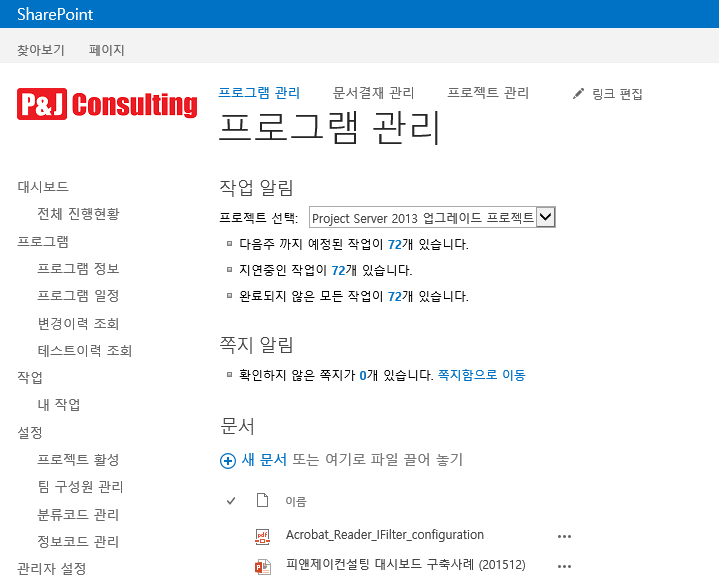 SharePoint
찾아보기 페이지
P&J Consulting
프로그램 관리 문서결재 관리 프로젝트 관리 링크 편집
프로그램 관리
대시보드
전체 진행현황
프로그램
프로그램 정보
프로그램 일정
변경이력 조회
테스트이력 조회
작업
내 작업
설정
프로젝트 활성
팀 구성원 관리
분류코드 관리
정보코드 관리
관리자 설정
작업 알림
프로젝트 선택: Project Server 2013 업그레이드 프로젝트
다음주 까지 예정된 작업이 72개 있습니다.
지연중인 작업이 72개 있습니다.
완료되지 않은 모든 작업이 72개 있습니다.
쪽지 알림
확인하지 않은 쪽지가 0개 있습니다. 쪽지함으로 이동
문서
새 문서 또는 여기로 파일 끌어 놓기
이름
Acrobat_Reader_IFilter_configuration
피앤제이컨설팅 대시보드 구축사례 (201512)